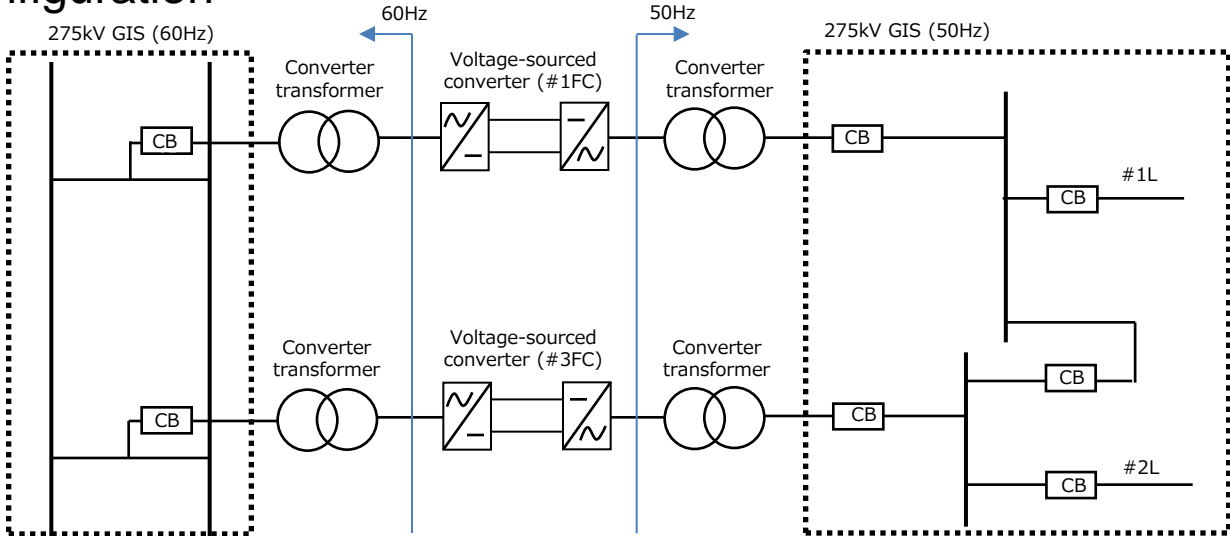 figuration
60Hz
50Hz
275kV GIS (60Hz)
275kV GIS (50Hz)
Converter
transformer
Voltage-sourced
converter (#1FC)
Converter
transformer
CB
CB
#1L
CB
Converter
transformer
Voltage-sourced
converter (#3FC)
Converter
transformer
CB
CB
CB
#2L
CB